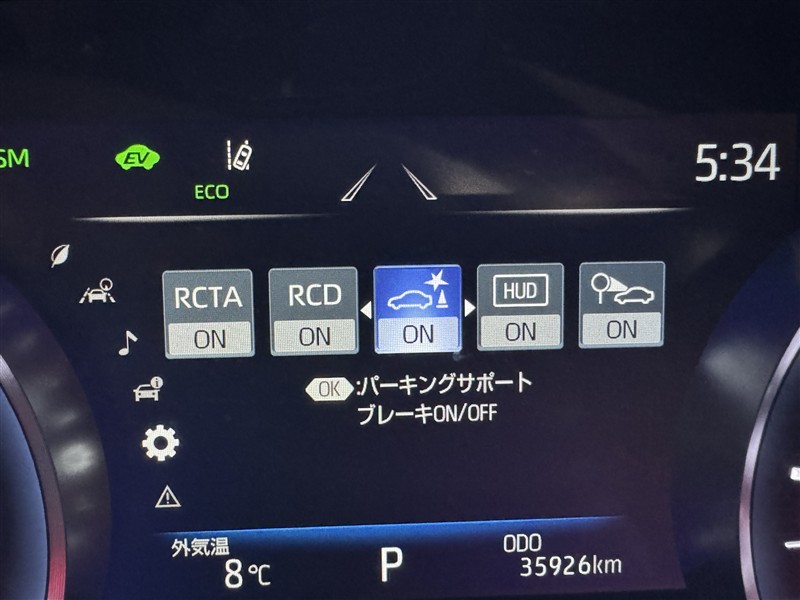 SM
EV
ECO
5:34
RCTA
ON
RCD
ON
ON
HUD
ON
ON
OK:パーキングサポート
ブレーキON/OFF
外気温
8℃
P
ODO
35926km